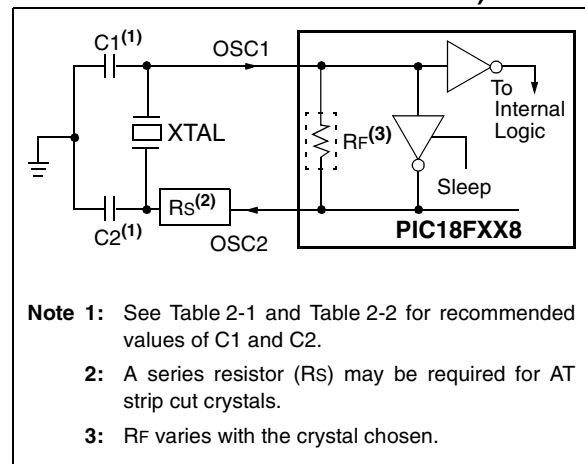 C1(1)
OSC1
To
Internal
Logic
XTAL
RF(3)
Sleep
RS(2)
C2(1)
OSC2
PIC18FXX8
Note 1: See Table 2-1 and Table 2-2 for recommended
values of C1 and C2.
2: A series resistor (RS) may be required for AT
strip cut crystals.
3: RF varies with the crystal chosen.